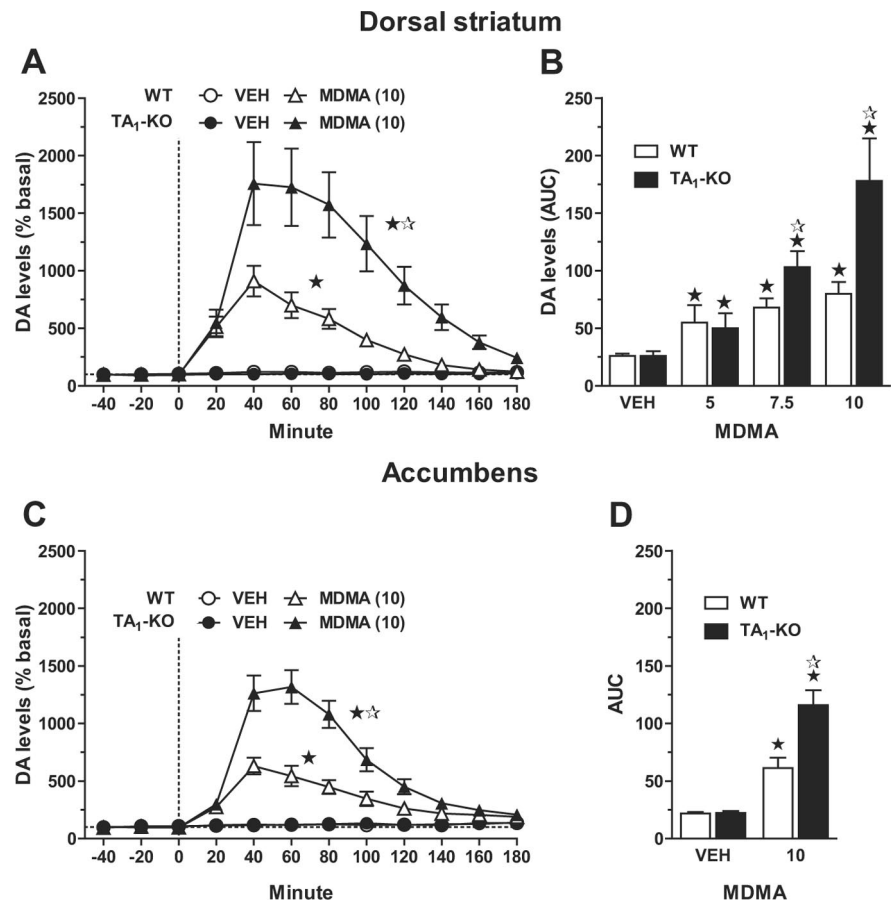 Dorsal striatum
A
WT VEH MDMA (10)
TA₁-KO VEH MDMA (10)
DA levels (% basal)
2500
2000
1500
1000
500
0
-40 -20 0 20 40 60 80 100 120 140 160 180
Minute
B
WT
TA₁-KO
DA levels (AUC)
250
200
150
100
50
0
VEH 5 7.5 10
MDMA
Accumbens
C
WT VEH MDMA (10)
TA₁-KO VEH MDMA (10)
DA levels (% basal)
2500
2000
1500
1000
500
0
-40 -20 0 20 40 60 80 100 120 140 160 180
Minute
D
WT
TA₁-KO
AUC
250
200
150
100
50
0
VEH 10
MDMA